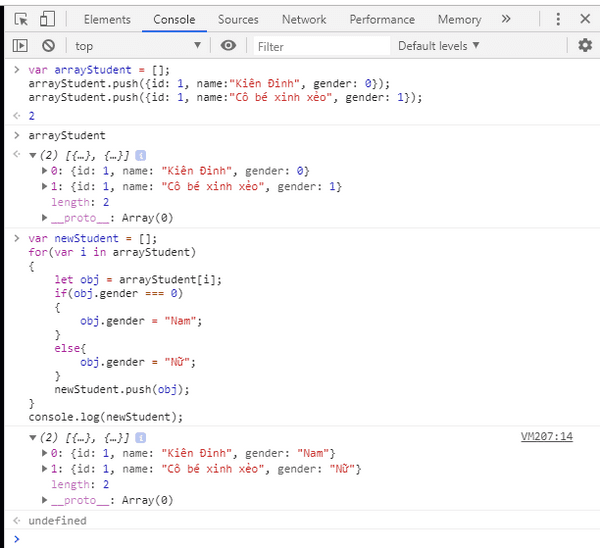 Elements Console Sources Network Performance Memory »
top ▼ Filter Default levels ▼
> var arrayStudent = [];
arrayStudent.push({id: 1, name:"Kiên Đinh", gender: 0});
arrayStudent.push({id: 1, name:"Cô bé xinh xẻo", gender: 1});
< 2
> arrayStudent
< ▼(2) [{…}, {…}] i
▶0: {id: 1, name: "Kiên Đinh", gender: 0}
▶1: {id: 1, name: "Cô bé xinh xẻo", gender: 1}
length: 2
▶__proto__: Array(0)
> var newStudent = [];
for(var i in arrayStudent)
{
let obj = arrayStudent[i];
if(obj.gender === 0)
{
obj.gender = "Nam";
}
else{
obj.gender = "Nữ";
}
newStudent.push(obj);
}
console.log(newStudent);
▼(2) [{…}, {…}] i VM207:14
▶0: {id: 1, name: "Kiên Đinh", gender: "Nam"}
▶1: {id: 1, name: "Cô bé xinh xẻo", gender: "Nữ"}
length: 2
▶__proto__: Array(0)
< undefined
>